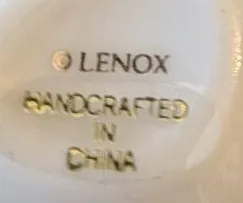 © LENOX
HANDCRAFTED
IN
CHINA